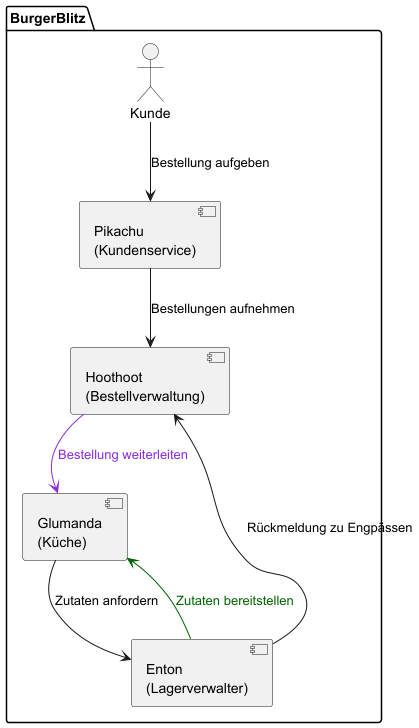 BurgerBlitz
Kunde
Bestellung aufgeben
Pikachu
(Kundenservice)
Bestellungen aufnehmen
Hoothoot
(Bestellverwaltung)
Bestellung weiterleiten
Glumanda
(Küche)
Rückmeldung zu Engpässen
Zutaten anfordern
Zutaten bereitstellen
Enton
(Lagerverwalter)